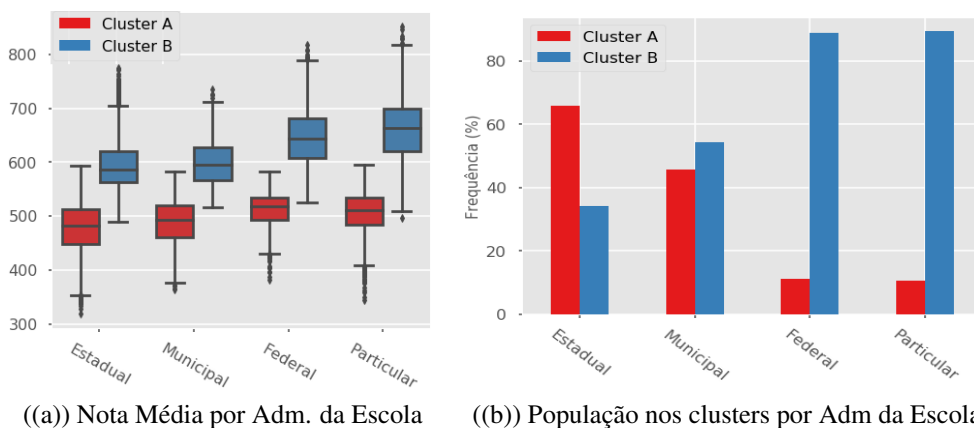 Cluster A
Cluster B
800
700
600
500
400
300
Estadual
Municipal
Federal
Particular
((a)) Nota Média por Adm. da Escola
Cluster A
Cluster B
Frequência (%)
80
60
40
20
0
Estadual
Municipal
Federal
Particular
((b)) População nos clusters por Adm da Escola